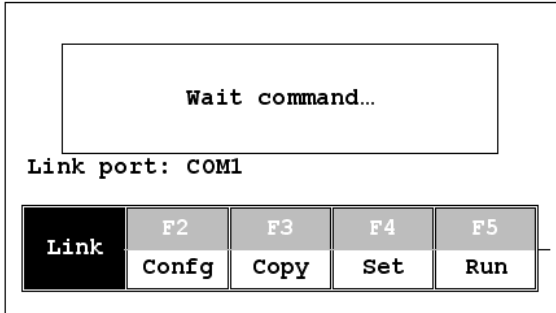 Wait command…
Link port: COM1
Link F2 F3 F4 F5
Confg Copy Set Run